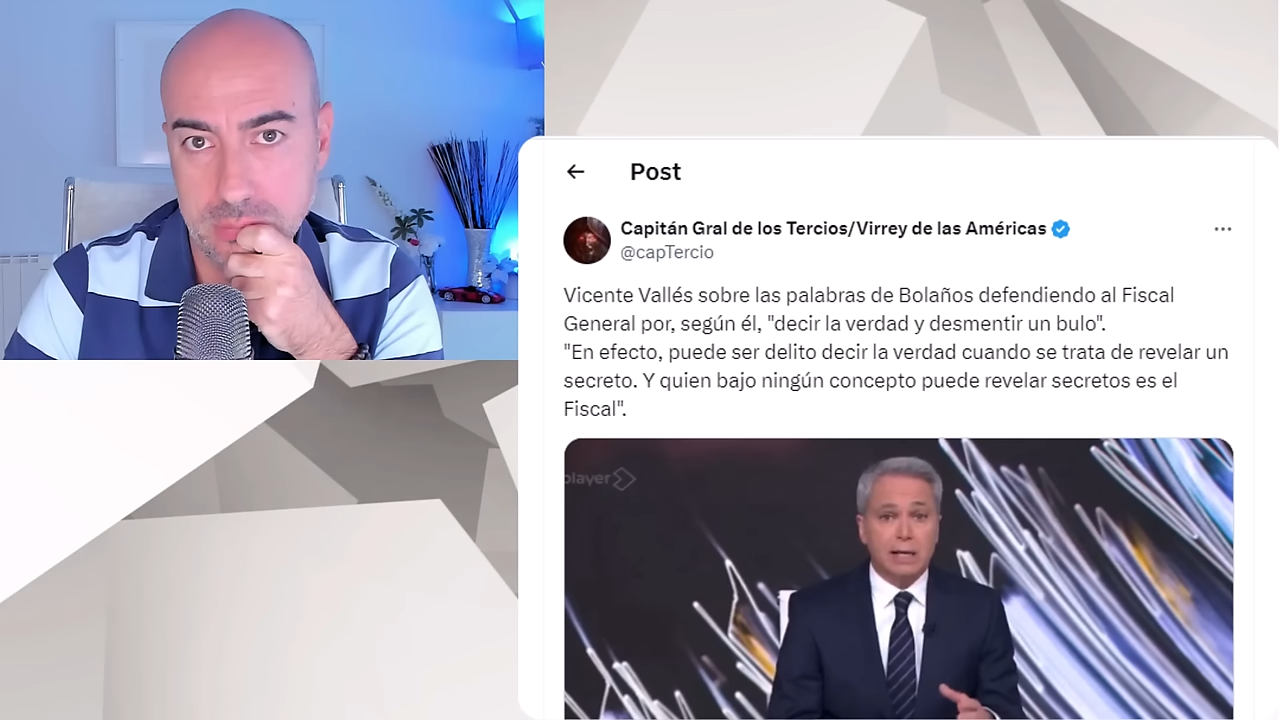 Post
Capitán Gral de los Tercios/Virrey de las Américas
@capTercio
Vicente Vallés sobre las palabras de Bolaños defendiendo al Fiscal
General por, según él, "decir la verdad y desmentir un bulo".
"En efecto, puede ser delito decir la verdad cuando se trata de revelar un
secreto. Y quien bajo ningún concepto puede revelar secretos es el
Fiscal".
player